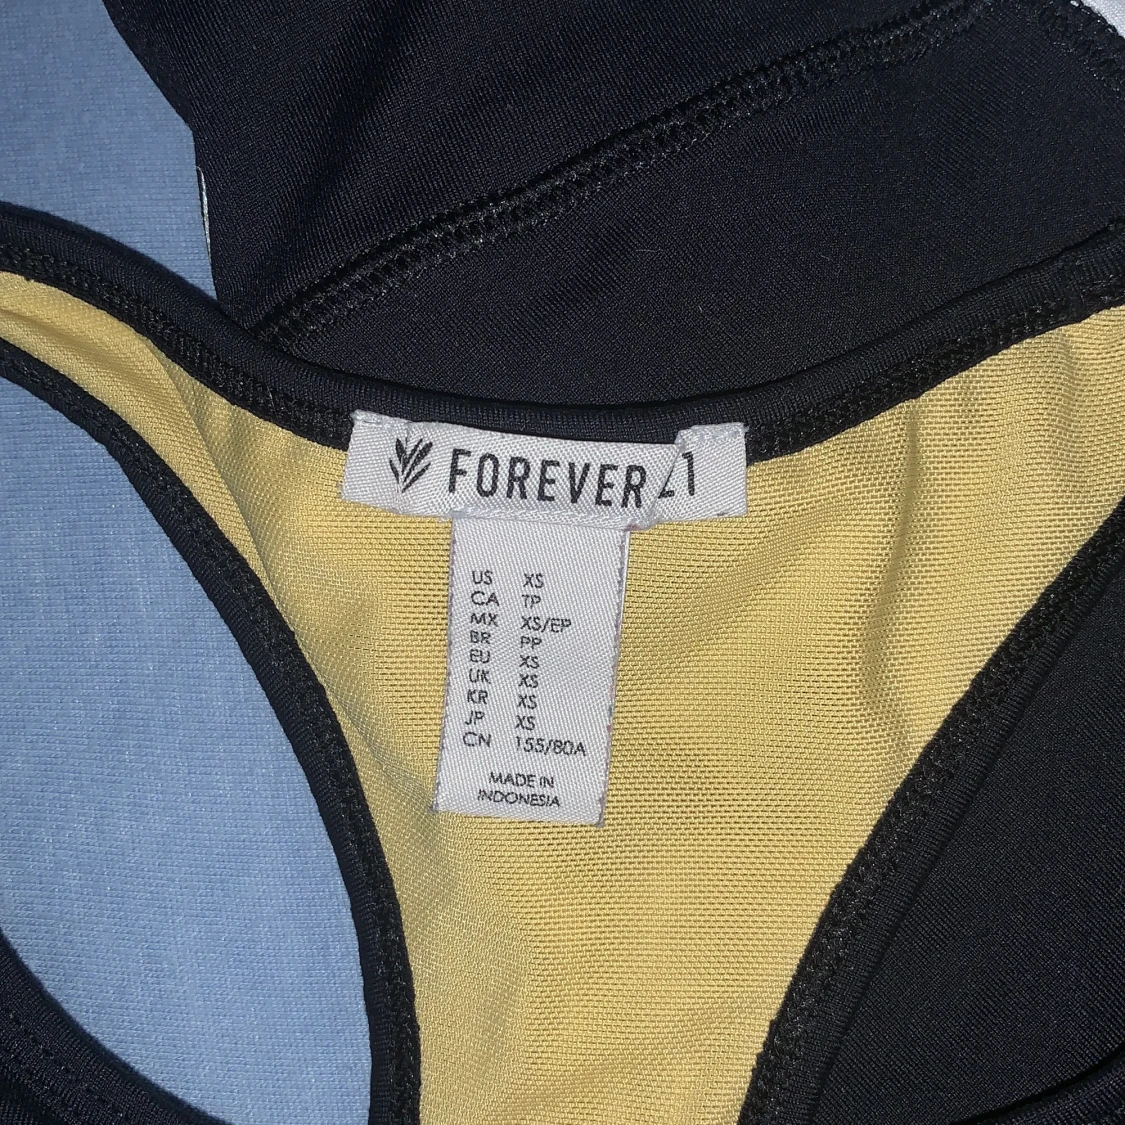 FOREVER 21
US XS
CA TP
MX XS/EP
BR PP
EU XS
UK XS
KR XS
JP XS
CN 155/80A
MADE IN
INDONESIA